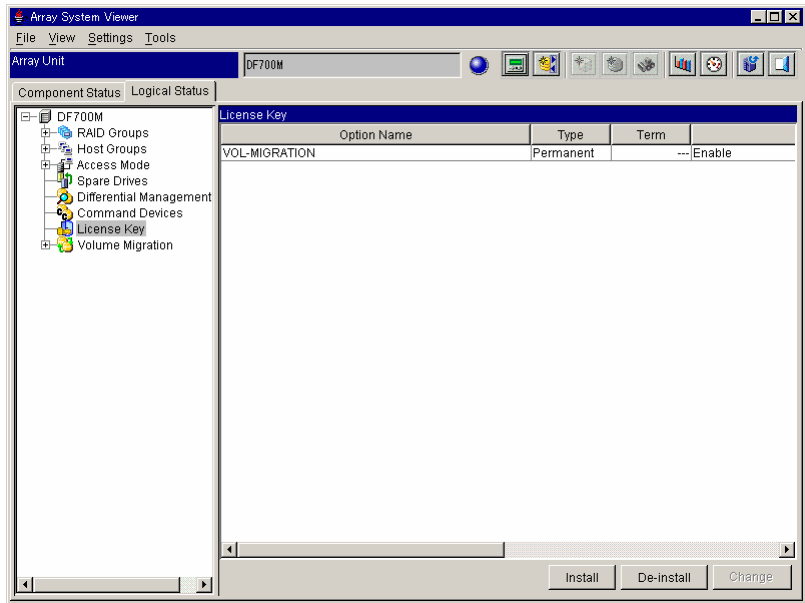 Array System Viewer
File View Settings Tools
Array Unit
DF700M
Component Status Logical Status
DF700M
RAID Groups
Host Groups
Access Mode
Spare Drives
Differential Management
Command Devices
License Key
Volume Migration
License Key
Option Name Type Term
VOL-MIGRATION Permanent --- Enable
Install De-install Change